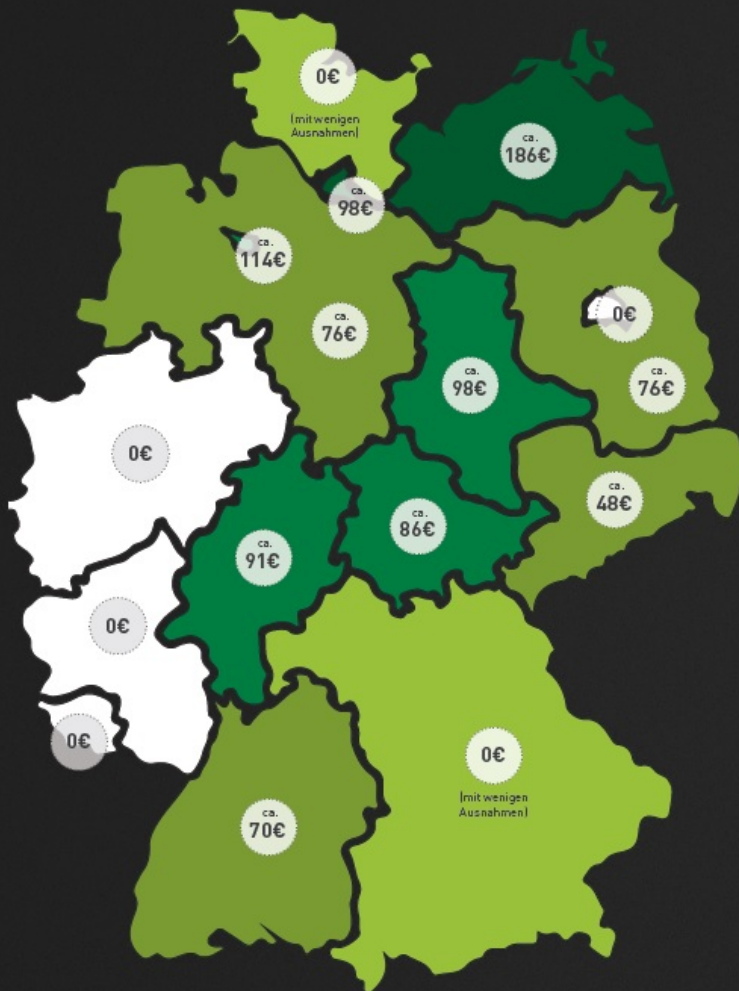 0€
(mit wenigen
Ausnahmen)
ca.
186€
ca.
98€
ca.
114€
ca.
76€
0€
ca.
98€
ca.
76€
0€
ca.
48€
ca.
86€
ca.
91€
0€
0€
0€
(mit wenigen
Ausnahmen)
ca.
70€